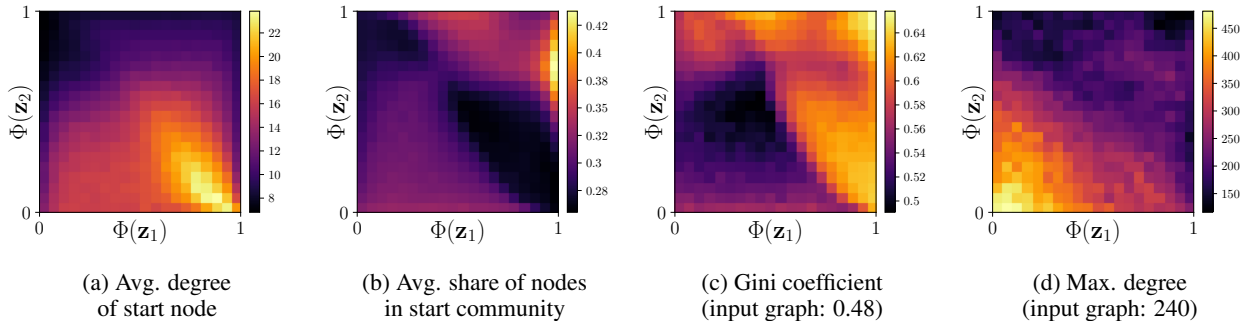 1
Φ(z₂)
0
0
Φ(z₁)
1
22
20
18
16
14
12
10
8
(a) Avg. degree
of start node
1
Φ(z₂)
0
0
Φ(z₁)
1
0.42
0.4
0.38
0.35
0.32
0.3
0.28
(b) Avg. share of nodes
in start community
1
Φ(z₂)
0
0
Φ(z₁)
1
0.64
0.62
0.6
0.58
0.56
0.54
0.52
0.5
(c) Gini coefficient
(input graph: 0.48)
1
Φ(z₂)
0
0
Φ(z₁)
1
450
400
350
300
250
200
150
(d) Max. degree
(input graph: 240)